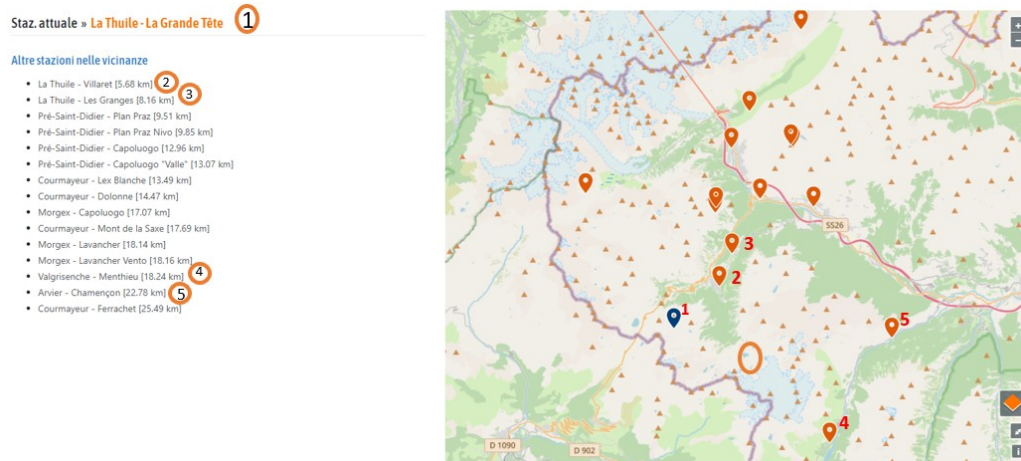 Staz. attuale » La Thuile - La Grande Tête 1
Altre stazioni nelle vicinanze
La Thuile - Villaret [5.68 km] 2
La Thuile - Les Granges [8.16 km] 3
Pré-Saint-Didier - Plan Praz [9.51 km]
Pré-Saint-Didier - Plan Praz Nivo [9.85 km]
Pré-Saint-Didier - Capoluogo [12.96 km]
Pré-Saint-Didier - Capoluogo "Valle" [13.07 km]
Courmayeur - Lex Blanche [13.49 km]
Courmayeur - Dolonne [14.47 km]
Morgex - Capoluogo [17.07 km]
Courmayeur - Mont de la Saxe [17.69 km]
Morgex - Lavancher [18.14 km]
Morgex - Lavancher Vento [18.16 km]
Valgrisenche - Menthieu [18.24 km] 4
Arvier - Chamençon [22.78 km] 5
Courmayeur - Ferrachet [25.49 km]
+
−
SS26
3
2
1
5
4
D 1090
D 902
i